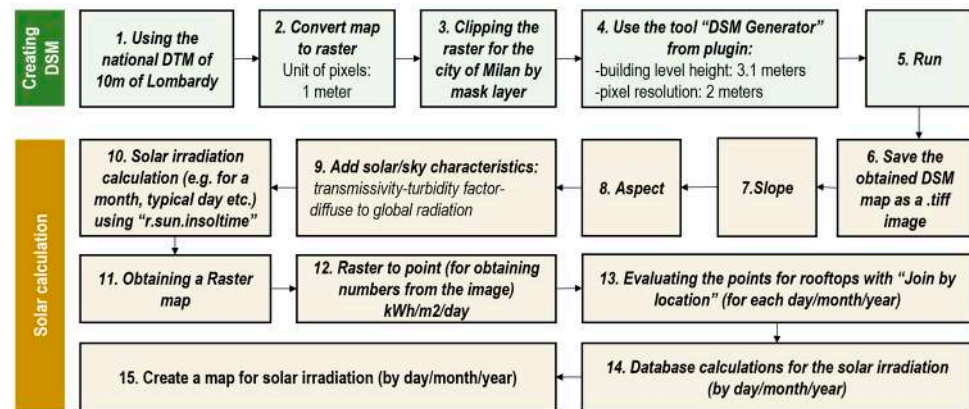 Creating
DSM
1. Using the
national DTM of
10m of Lombardy
2. Convert map
to raster
Unit of pixels:
1 meter
3. Clipping the
raster for the
city of Milan by
mask layer
4. Use the tool “DSM Generator”
from plugin:
-building level height: 3.1 meters
-pixel resolution: 2 meters
5. Run
Solar calculation
6. Save the
obtained DSM
map as a .tiff
image
7.Slope
8. Aspect
9. Add solar/sky characteristics:
transmissivity-turbidity factor-
diffuse to global radiation
10. Solar irradiation
calculation (e.g. for a
month, typical day etc.)
using “r.sun.insoltime”
11. Obtaining a Raster
map
12. Raster to point (for obtaining
numbers from the image)
kWh/m2/day
13. Evaluating the points for rooftops with “Join by
location” (for each day/month/year)
14. Database calculations for the solar irradiation
(by day/month/year)
15. Create a map for solar irradiation (by day/month/year)